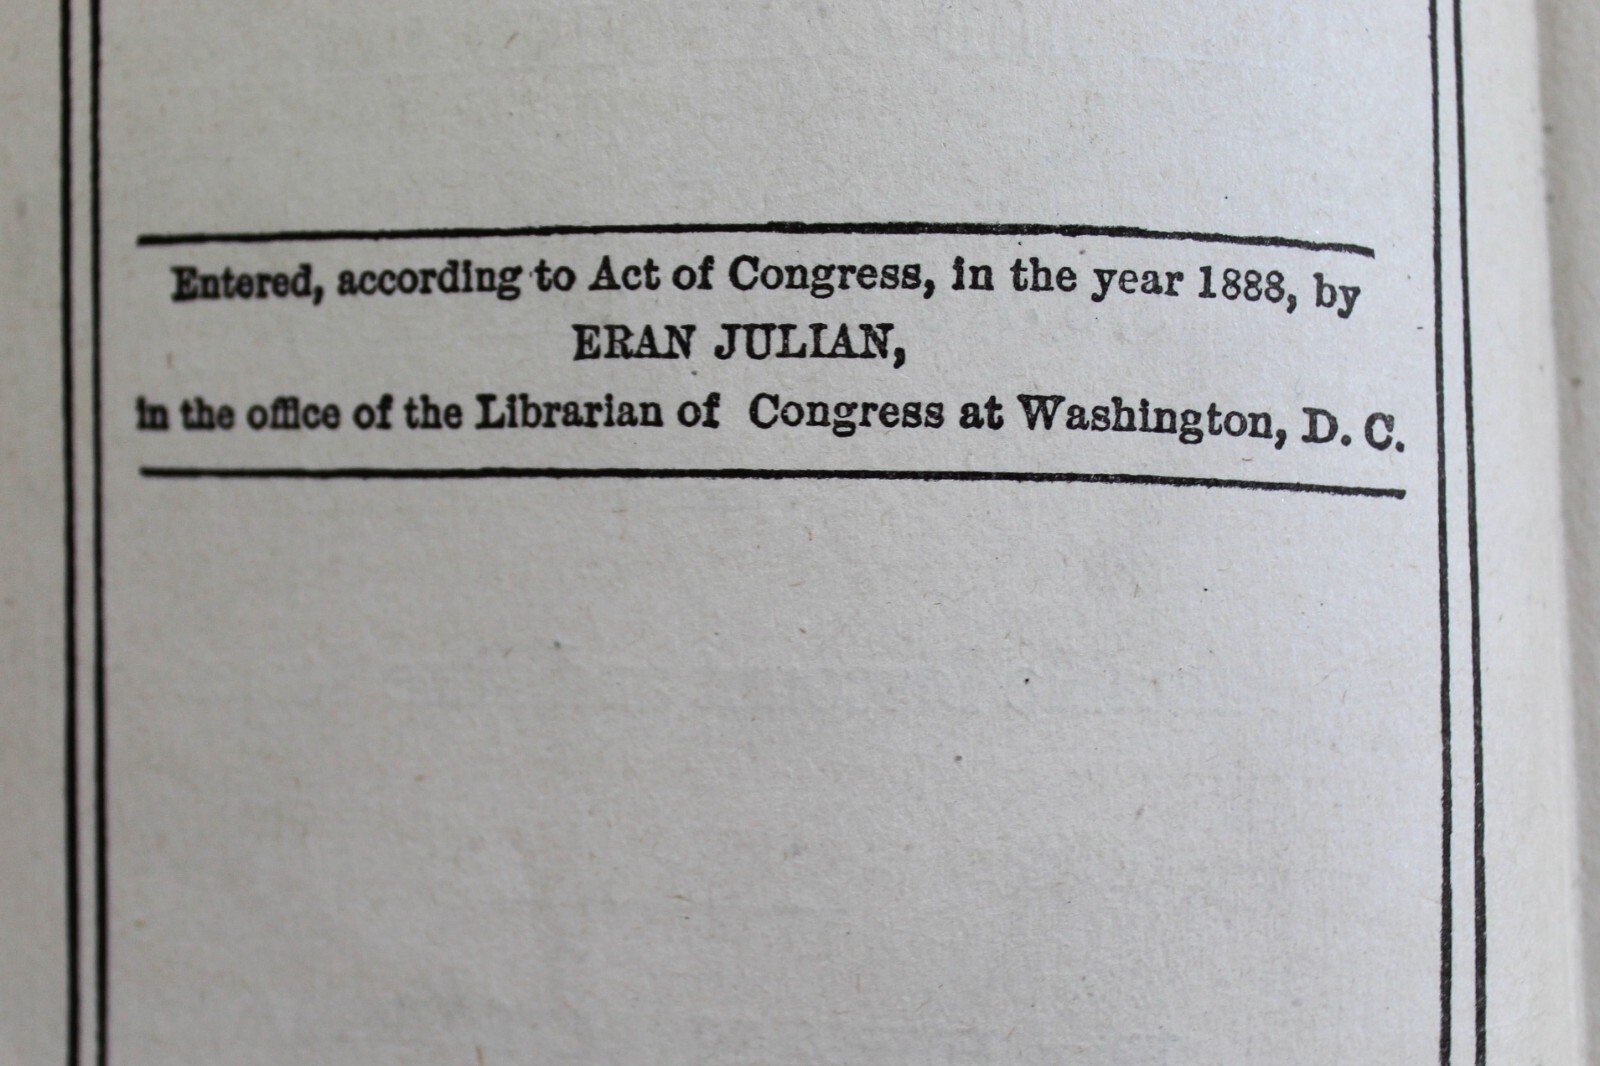 Entered, according to Act of Congress, in the year 1888, by
ERAN JULIAN,
in the office of the Librarian of Congress at Washington, D. C.